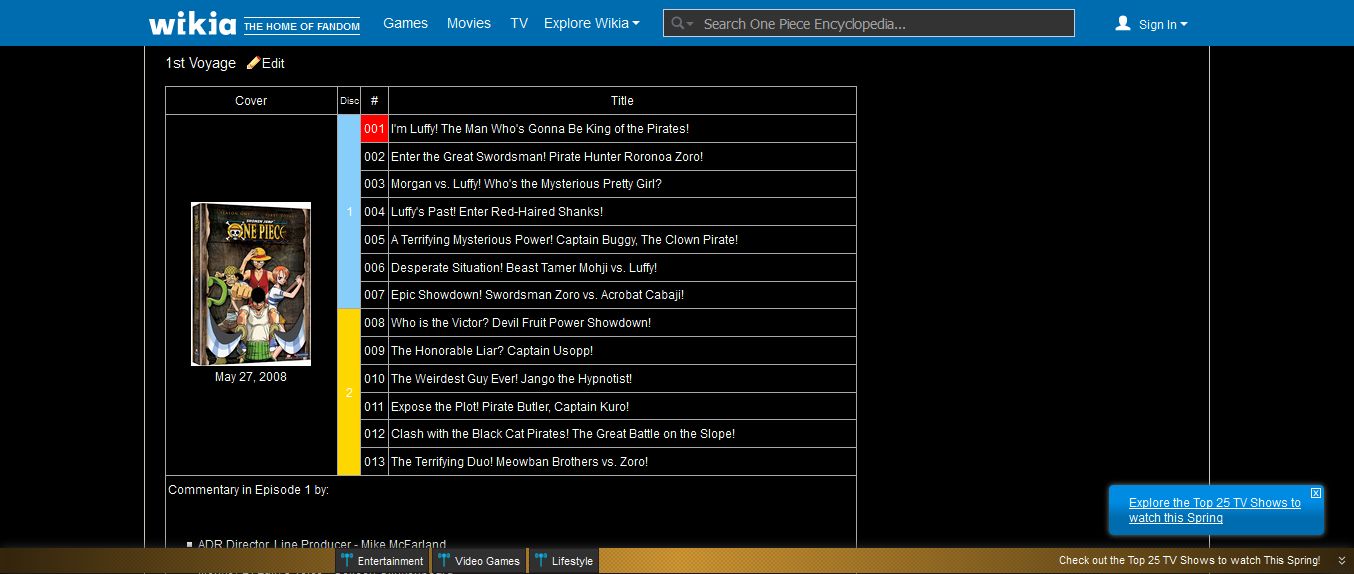 wikia THE HOME OF FANDOM Games Movies TV Explore Wikia Search One Piece Encyclopedia... Sign In
1st Voyage Edit
Cover Disc # Title
1
001 I'm Luffy! The Man Who's Gonna Be King of the Pirates!
002 Enter the Great Swordsman! Pirate Hunter Roronoa Zoro!
003 Morgan vs. Luffy! Who's the Mysterious Pretty Girl?
004 Luffy's Past! Enter Red-Haired Shanks!
005 A Terrifying Mysterious Power! Captain Buggy, The Clown Pirate!
006 Desperate Situation! Beast Tamer Mohji vs. Luffy!
007 Epic Showdown! Swordsman Zoro vs. Acrobat Cabaji!
2
008 Who is the Victor? Devil Fruit Power Showdown!
009 The Honorable Liar? Captain Usopp!
010 The Weirdest Guy Ever! Jango the Hypnotist!
011 Expose the Plot! Pirate Butler, Captain Kuro!
012 Clash with the Black Cat Pirates! The Great Battle on the Slope!
013 The Terrifying Duo! Meowban Brothers vs. Zoro!
SHONEN JUMP
ONE PIECE
May 27, 2008
Commentary in Episode 1 by:
ADR Director, Line Producer - Mike McFarland
Explore the Top 25 TV Shows to
watch this Spring
Entertainment Video Games Lifestyle Check out the Top 25 TV Shows to watch This Spring!